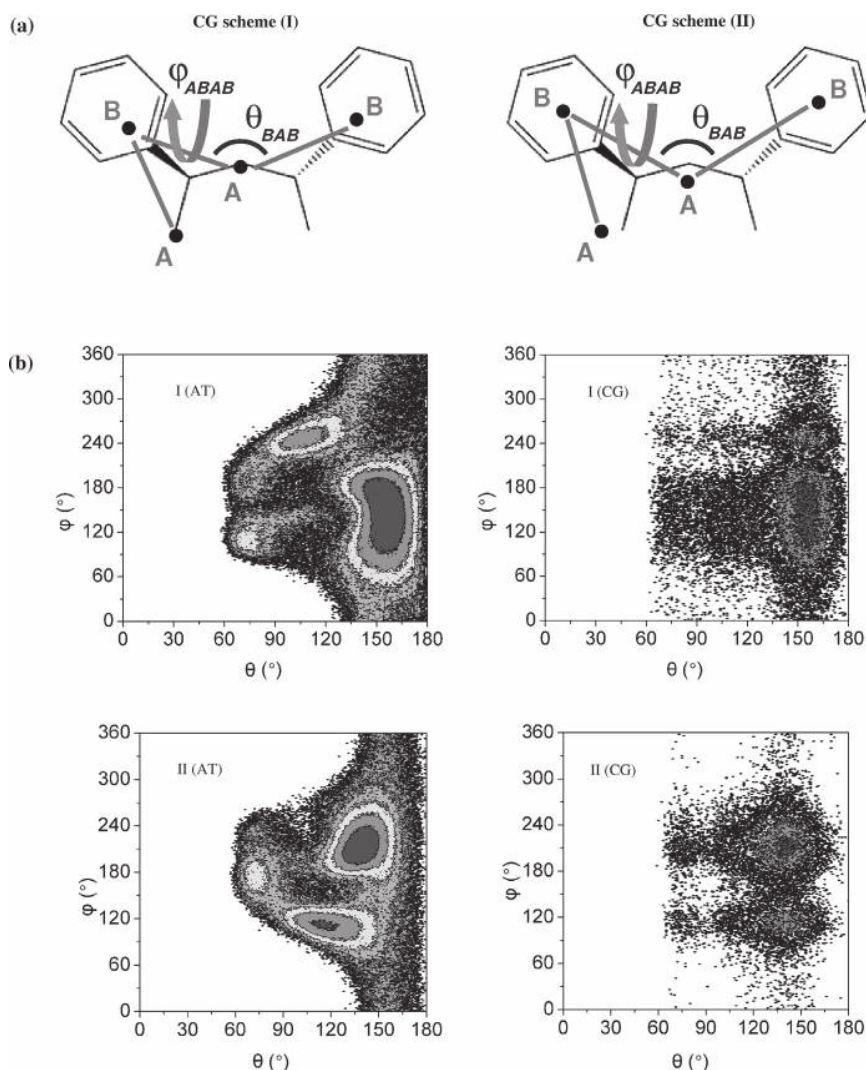 (a) CG scheme (I) CG scheme (II)
φABAB θBAB φABAB θBAB
B B B B
A A
A A
(b)
I (AT) I (CG)
φ (°) φ (°)
360 360
300 300
240 240
180 180
120 120
60 60
0 0
0 30 60 90 120 150 180 0 30 60 90 120 150 180
θ (°) θ (°)
II (AT) II (CG)
φ (°) φ (°)
360 360
300 300
240 240
180 180
120 120
60 60
0 0
0 30 60 90 120 150 180 0 30 60 90 120 150 180
θ (°) θ (°)